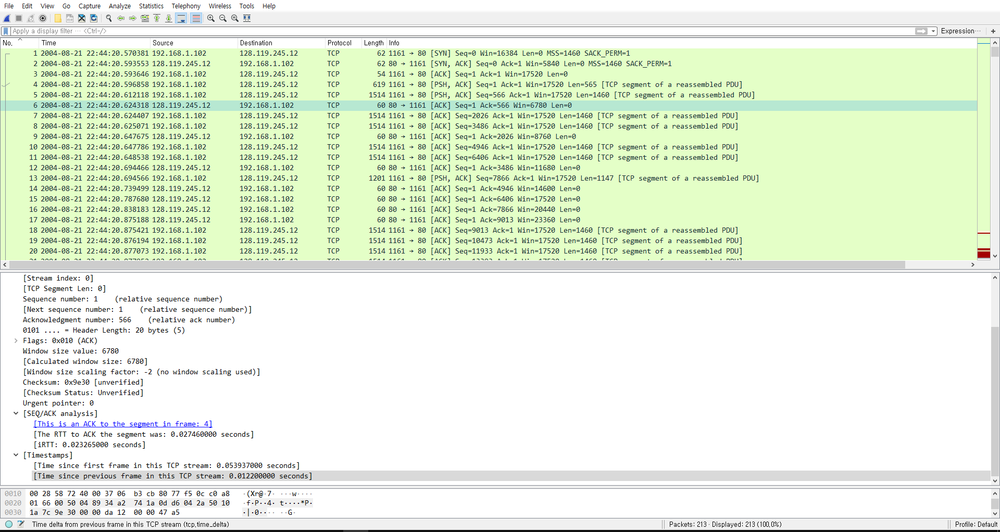 File Edit View Go Capture Analyze Statistics Telephony Wireless Tools Help
Apply a display filter ... <Ctrl-/>
Expression...
+
No. Time Source Destination Protocol Length Info
1 2004-08-21 22:44:20.570381 192.168.1.102 128.119.245.12 TCP 62 1161 → 80 [SYN] Seq=0 Win=16384 Len=0 MSS=1460 SACK_PERM=1
2 2004-08-21 22:44:20.593553 128.119.245.12 192.168.1.102 TCP 62 80 → 1161 [SYN, ACK] Seq=0 Ack=1 Win=5840 Len=0 MSS=1460 SACK_PERM=1
3 2004-08-21 22:44:20.593646 192.168.1.102 128.119.245.12 TCP 54 1161 → 80 [ACK] Seq=1 Ack=1 Win=17520 Len=0
4 2004-08-21 22:44:20.596858 192.168.1.102 128.119.245.12 TCP 619 1161 → 80 [PSH, ACK] Seq=1 Ack=1 Win=17520 Len=565 [TCP segment of a reassembled PDU]
5 2004-08-21 22:44:20.612118 192.168.1.102 128.119.245.12 TCP 1514 1161 → 80 [PSH, ACK] Seq=566 Ack=1 Win=17520 Len=1460 [TCP segment of a reassembled PDU]
6 2004-08-21 22:44:20.624318 128.119.245.12 192.168.1.102 TCP 60 80 → 1161 [ACK] Seq=1 Ack=566 Win=6780 Len=0
7 2004-08-21 22:44:20.624407 192.168.1.102 128.119.245.12 TCP 1514 1161 → 80 [ACK] Seq=2026 Ack=1 Win=17520 Len=1460 [TCP segment of a reassembled PDU]
8 2004-08-21 22:44:20.625071 192.168.1.102 128.119.245.12 TCP 1514 1161 → 80 [ACK] Seq=3486 Ack=1 Win=17520 Len=1460 [TCP segment of a reassembled PDU]
9 2004-08-21 22:44:20.647675 128.119.245.12 192.168.1.102 TCP 60 80 → 1161 [ACK] Seq=1 Ack=2026 Win=8760 Len=0
10 2004-08-21 22:44:20.647786 192.168.1.102 128.119.245.12 TCP 1514 1161 → 80 [ACK] Seq=4946 Ack=1 Win=17520 Len=1460 [TCP segment of a reassembled PDU]
11 2004-08-21 22:44:20.648538 192.168.1.102 128.119.245.12 TCP 1514 1161 → 80 [ACK] Seq=6406 Ack=1 Win=17520 Len=1460 [TCP segment of a reassembled PDU]
12 2004-08-21 22:44:20.694466 128.119.245.12 192.168.1.102 TCP 60 80 → 1161 [ACK] Seq=1 Ack=3486 Win=11680 Len=0
13 2004-08-21 22:44:20.694566 192.168.1.102 128.119.245.12 TCP 1201 1161 → 80 [PSH, ACK] Seq=7866 Ack=1 Win=17520 Len=1147 [TCP segment of a reassembled PDU]
14 2004-08-21 22:44:20.739499 128.119.245.12 192.168.1.102 TCP 60 80 → 1161 [ACK] Seq=1 Ack=4946 Win=14600 Len=0
15 2004-08-21 22:44:20.787680 128.119.245.12 192.168.1.102 TCP 60 80 → 1161 [ACK] Seq=1 Ack=6406 Win=17520 Len=0
16 2004-08-21 22:44:20.838183 128.119.245.12 192.168.1.102 TCP 60 80 → 1161 [ACK] Seq=1 Ack=7866 Win=20440 Len=0
17 2004-08-21 22:44:20.875188 128.119.245.12 192.168.1.102 TCP 60 80 → 1161 [ACK] Seq=1 Ack=9013 Win=23360 Len=0
18 2004-08-21 22:44:20.875421 192.168.1.102 128.119.245.12 TCP 1514 1161 → 80 [ACK] Seq=9013 Ack=1 Win=17520 Len=1460 [TCP segment of a reassembled PDU]
19 2004-08-21 22:44:20.876194 192.168.1.102 128.119.245.12 TCP 1514 1161 → 80 [ACK] Seq=10473 Ack=1 Win=17520 Len=1460 [TCP segment of a reassembled PDU]
20 2004-08-21 22:44:20.877073 192.168.1.102 128.119.245.12 TCP 1514 1161 → 80 [ACK] Seq=11933 Ack=1 Win=17520 Len=1460 [TCP segment of a reassembled PDU]
[Stream index: 0]
[TCP Segment Len: 0]
Sequence number: 1 (relative sequence number)
[Next sequence number: 1 (relative sequence number)]
Acknowledgment number: 566 (relative ack number)
0101 .... = Header Length: 20 bytes (5)
Flags: 0x010 (ACK)
Window size value: 6780
[Calculated window size: 6780]
[Window size scaling factor: -2 (no window scaling used)]
Checksum: 0x9e30 [unverified]
[Checksum Status: Unverified]
Urgent pointer: 0
[SEQ/ACK analysis]
[This is an ACK to the segment in frame: 4]
[The RTT to ACK the segment was: 0.027460000 seconds]
[iRTT: 0.023265000 seconds]
[Timestamps]
[Time since first frame in this TCP stream: 0.053937000 seconds]
[Time since previous frame in this TCP stream: 0.012200000 seconds]
0010 00 28 58 72 40 00 37 06 b3 cb 80 77 f5 0c c0 a8 ·(Xr@·7· ···w····
0020 01 66 00 50 04 89 34 a2 74 1a 0d d6 04 2a 50 10 ·f·P··4· t····*P·
0030 1a 7c 9e 30 00 00 da 12 00 00 47 a5 ·|·0···· ··G·
Time delta from previous frame in this TCP stream (tcp.time_delta)
Packets: 213 · Displayed: 213 (100.0%)
Profile: Default